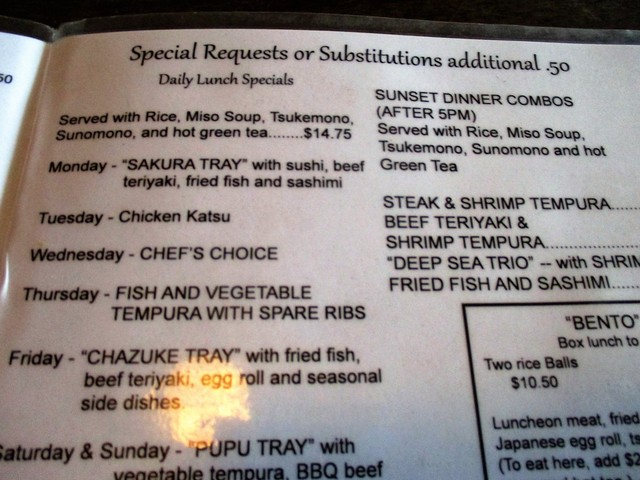 50
Special Requests or Substitutions additional .50
Daily Lunch Specials
Served with Rice, Miso Soup, Tsukemono,
Sunomono, and hot green tea........$14.75
Monday - "SAKURA TRAY" with sushi, beef
teriyaki, fried fish and sashimi
Tuesday - Chicken Katsu
Wednesday - CHEF'S CHOICE
Thursday - FISH AND VEGETABLE
TEMPURA WITH SPARE RIBS
Friday - "CHAZUKE TRAY" with fried fish,
beef teriyaki, egg roll and seasonal
side dishes.
Saturday & Sunday - "PUPU TRAY" with
vegetable tempura, BBQ beef
SUNSET DINNER COMBOS
(AFTER 5PM)
Served with Rice, Miso Soup,
Tsukemono, Sunomono and hot
Green Tea
STEAK & SHRIMP TEMPURA....
BEEF TERIYAKI &
SHRIMP TEMPURA...............
"DEEP SEA TRIO" -- with SHRIM
FRIED FISH AND SASHIMI.....
"BENTO"
Box lunch to
Two rice Balls
$10.50
Luncheon meat, fried
Japanese egg roll, ts
(To eat here, add $2